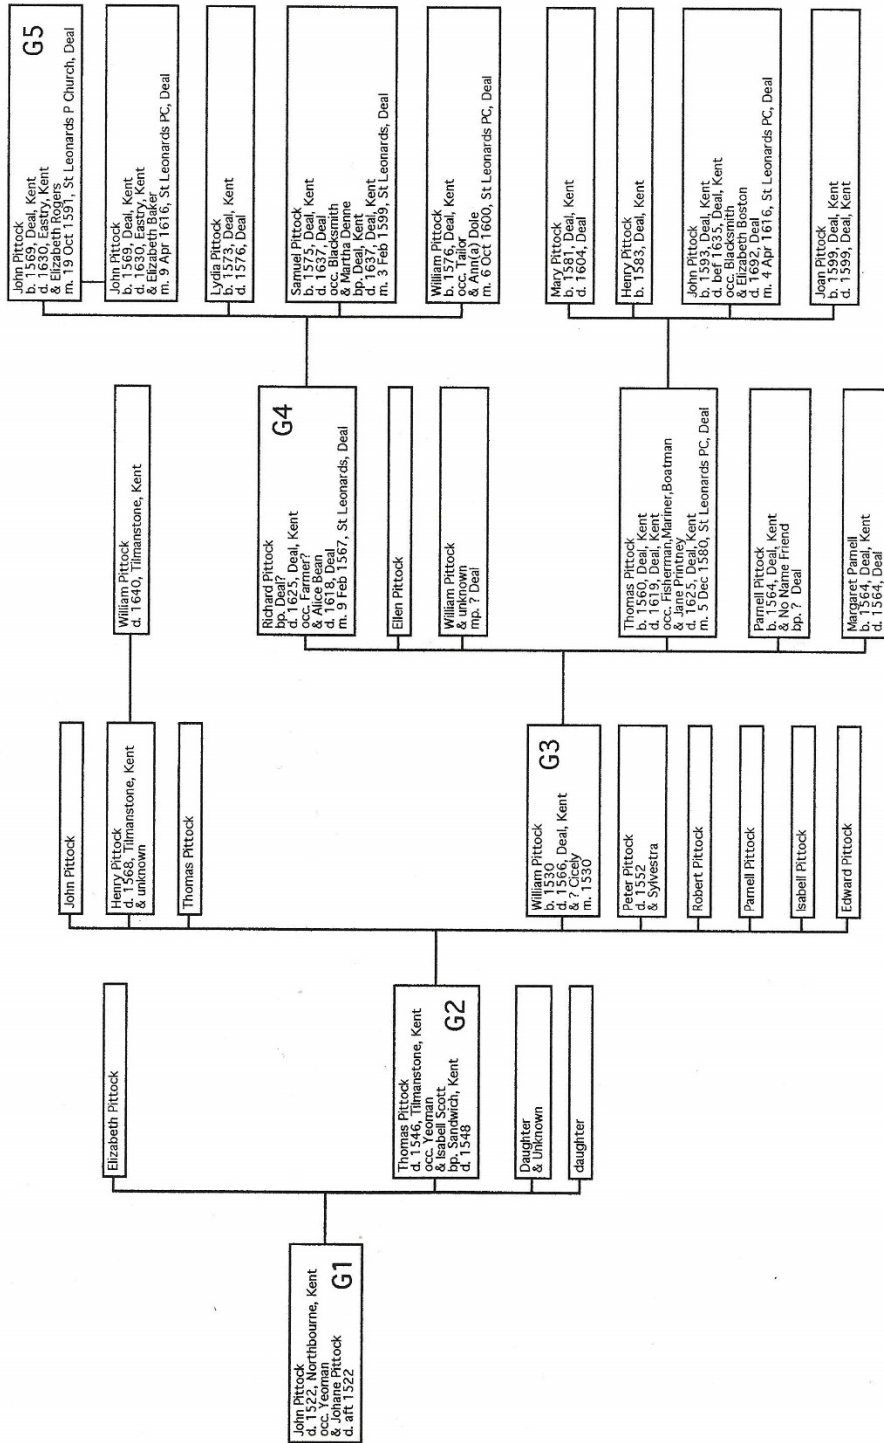 John Pittock
d. 1522, Northbourne, Kent
occ. Yeoman
& Johane Pittock
d. aft 1522
G1
Elizabeth Pittock
Thomas Pittock
d. 1546, Tilmanstone, Kent
occ. Yeoman
& Isabell Scott
bp. Sandwich, Kent
d. 1548
G2
Daughter
& Unknown
daughter
John Pittock
Henry Pittock
d. 1568, Tilmanstone, Kent
& unknown
Thomas Pittock
William Pittock
b. 1530
d. 1566, Deal, Kent
& ? Cicely
m. 1530
G3
Peter Pittock
d. 1552
& Sylvestra
Robert Pittock
Parnell Pittock
Isabell Pittock
Edward Pittock
William Pittock
d. 1640, Tilmanstone, Kent
Richard Pittock
bp. Deal?
d. 1625, Deal, Kent
occ. Farmer?
& Alice Bean
d. 1618, Deal
m. 9 Feb 1567, St Leonards, Deal
G4
Ellen Pittock
William Pittock
& unknown
mp. ? Deal
Thomas Pittock
b. 1560, Deal, Kent
d. 1619, Deal, Kent
occ. Fisherman,Mariner,Boatman
& Jane Printney
d. 1625, Deal, Kent
m. 5 Dec 1580, St Leonards PC, Deal
Parnell Pittock
b. 1564, Deal, Kent
& No Name Friend
bp. ? Deal
Margaret Parnell
b. 1564, Deal, Kent
d. 1564, Deal
John Pittock
b. 1569, Deal, Kent
d. 1630, Eastry, Kent
& Elizabeth Rogers
m. 19 Oct 1591, St Leonards P Church, Deal
G5
John Pittock
b. 1569, Deal, Kent
d. 1630, Eastry, Kent
& Elizabeth Baker
m. 9 Apr 1616, St Leonards PC, Deal
Lydia Pittock
b. 1573, Deal, Kent
d. 1576, Deal
Samuel Pittock
b. 1575, Deal, Kent
d. 1637, Deal
occ. Blacksmith
& Martha Denne
bp. Deal, Kent
d. 1637, Deal, Kent
m. 3 Feb 1599, St Leonards, Deal
William Pittock
b. 1576, Deal, Kent
occ. Tailor
& Ann(a) Dole
m. 6 Oct 1600, St Leonards PC, Deal
Mary Pittock
b. 1581, Deal, Kent
d. 1604, Deal
Henry Pittock
b. 1583, Deal, Kent
John Pittock
b. 1593, Deal, Kent
d. bef 1635, Deal, Kent
occ. Blacksmith
& Elizabeth Boston
d. 1692, Deal
m. 4 Apr 1616, St Leonards PC, Deal
Joan Pittock
b. 1599, Deal, Kent
d. 1599, Deal, Kent